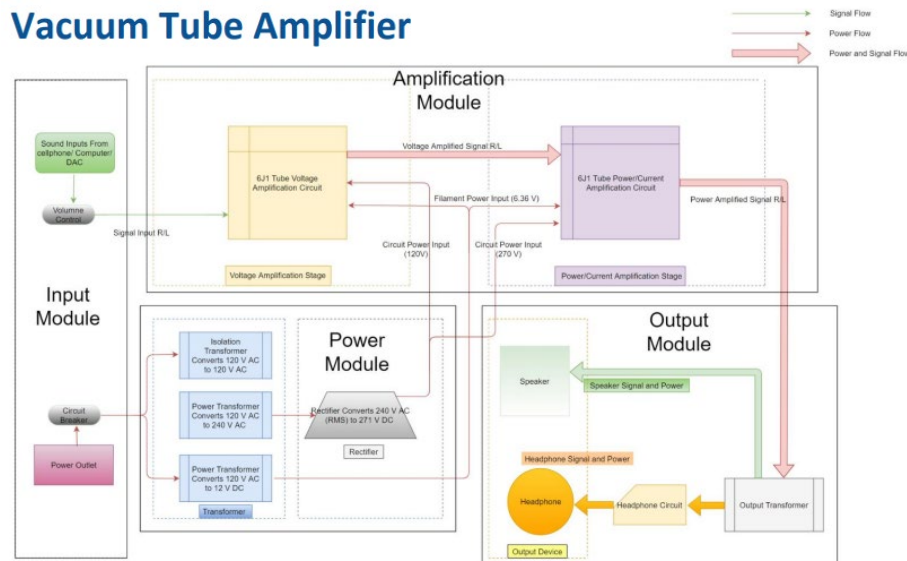 Vacuum Tube Amplifier
Signal Flow
Power Flow
Power and Signal Flow
Amplification
Module
Sound Inputs From
cellphone/ Computer/
DAC
Volumne
Control
Signal Input R/L
Input
Module
Circuit
Breaker
Power Outlet
6J1 Tube Voltage
Amplification Circuit
Voltage Amplified Signal R/L
6J1 Tube Power/Current
Amplification Circuit
Filament Power Input (6.36 V)
Power Amplified Signal R/L
Circuit Power Input
(120V)
Circuit Power Input
(270 V)
Voltage Amplification Stage
Power/Current Amplification Stage
Power
Module
Isolation
Transformer
Converts 120 V AC
to 120 V AC
Power Transformer
Converts 120 V AC
to 240 V AC
Rectifier Converts 240 V AC
(RMS) to 271 V DC
Rectifier
Power Transformer
Converts 120 V AC
to 12 V DC
Transformer
Output
Module
Speaker
Speaker Signal and Power
Headphone Signal and Power
Headphone
Headphone Circuit
Output Transformer
Output Device